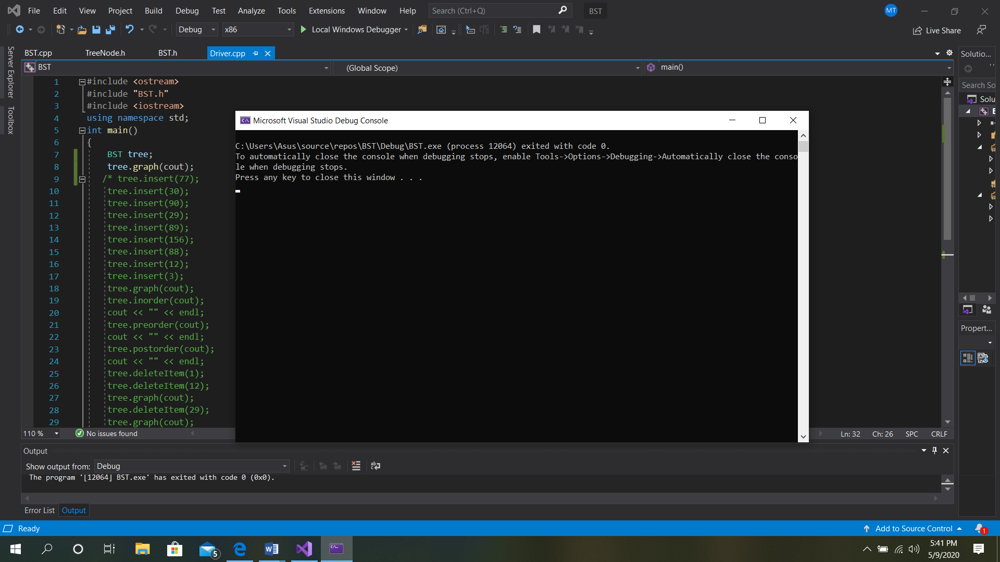 File Edit View Project Build Debug Test Analyze Tools Extensions Window Help Search (Ctrl+Q) BST MT
Debug x86 Local Windows Debugger Live Share
Server Explorer
Toolbox
BST.cpp TreeNode.h BST.h Driver.cpp
BST (Global Scope) main()
1 #include <ostream>
2 #include "BST.h"
3 #include <iostream>
4 using namespace std;
5 int main()
6 {
7 BST tree;
8 tree.graph(cout);
9 /* tree.insert(77);
10 tree.insert(30);
11 tree.insert(90);
12 tree.insert(29);
13 tree.insert(89);
14 tree.insert(156);
15 tree.insert(88);
16 tree.insert(12);
17 tree.insert(3);
18 tree.graph(cout);
19 tree.inorder(cout);
20 cout << "" << endl;
21 tree.preorder(cout);
22 cout << "" << endl;
23 tree.postorder(cout);
24 cout << "" << endl;
25 tree.deleteItem(1);
26 tree.deleteItem(12);
27 tree.graph(cout);
28 tree.deleteItem(29);
29 tree.graph(cout);
Microsoft Visual Studio Debug Console
C:\Users\Asus\source\repos\BST\Debug\BST.exe (process 12064) exited with code 0.
To automatically close the console when debugging stops, enable Tools->Options->Debugging->Automatically close the conso
le when debugging stops.
Press any key to close this window . . .
Solutio...
Search So
Solu
Propert...
110 % No issues found Ln: 32 Ch: 26 SPC CRLF
Output
Show output from: Debug
The program '[12064] BST.exe' has exited with code 0 (0x0).
Error List Output
Ready Add to Source Control 1
5 5:41 PM
5/9/2020